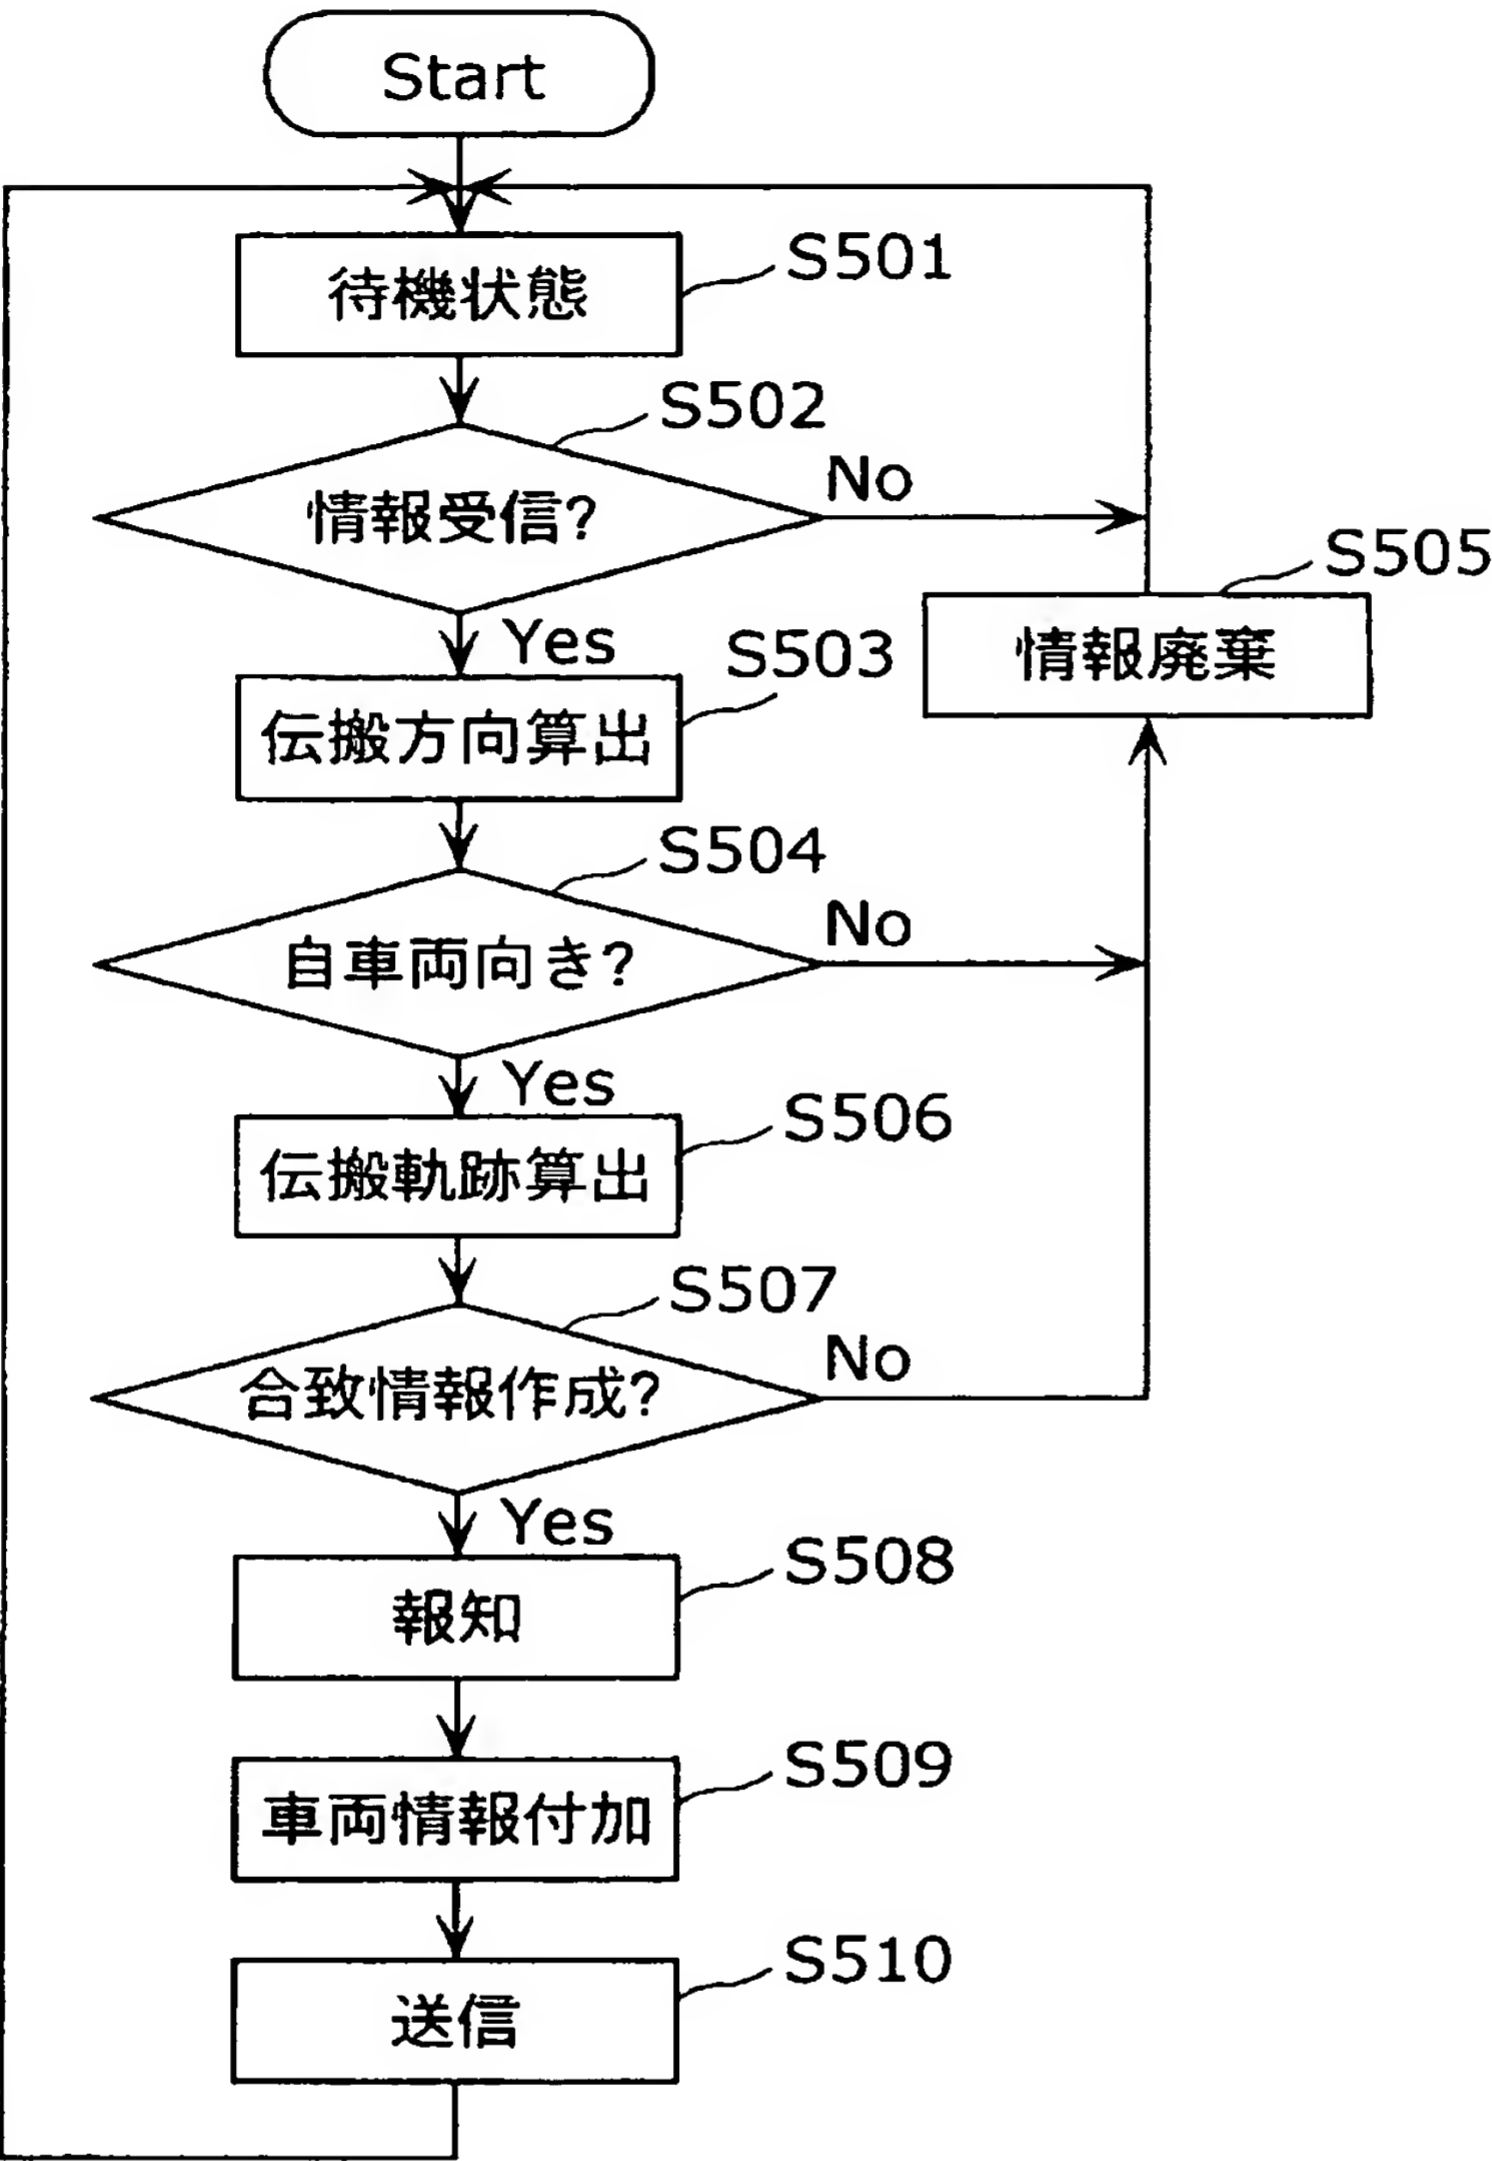 Start
待機状態
S501
S502
情報受信?
No
Yes
S503
伝搬方向算出
S504
自車両向き?
No
S505
情報廃棄
Yes
S506
伝搬軌跡算出
S507
合致情報作成?
No
Yes
S508
報知
S509
車両情報付加
S510
送信